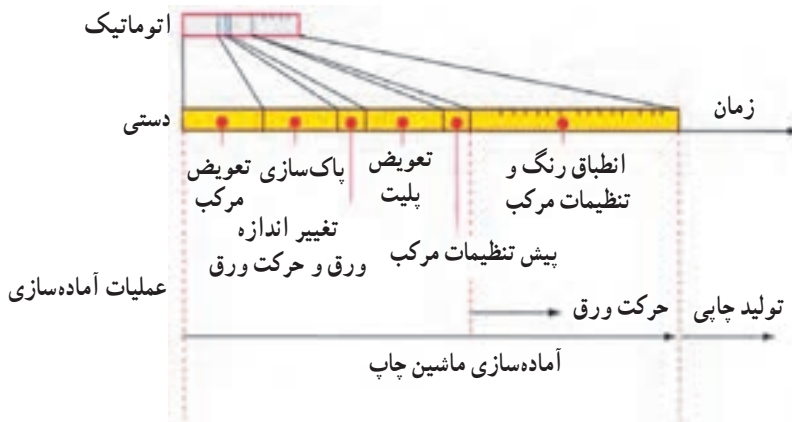 اتوماتیک
زمان
دستی
انطباق رنگ و
تنظیمات مرکب
تعویض
پلیت
پاک‌سازی
تعویض
مرکب
تغییر اندازه
ورق و حرکت ورق
پیش تنظیمات مرکب
عملیات آماده‌سازی
حرکت ورق
تولید چاپی
آماده‌سازی ماشین چاپ